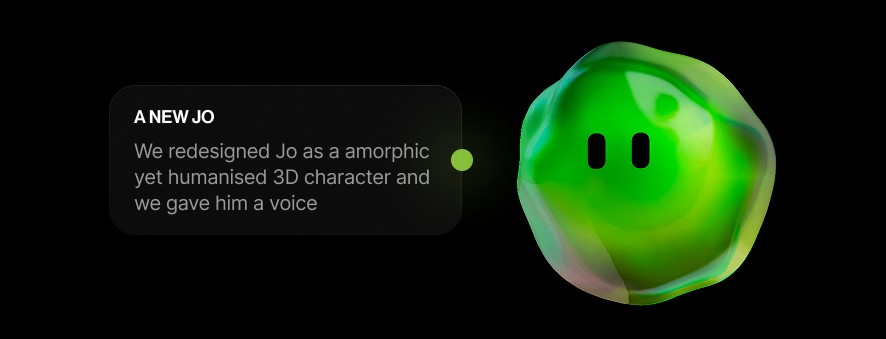 A NEW JO
We redesigned Jo as a amorphic
yet humanised 3D character and
we gave him a voice